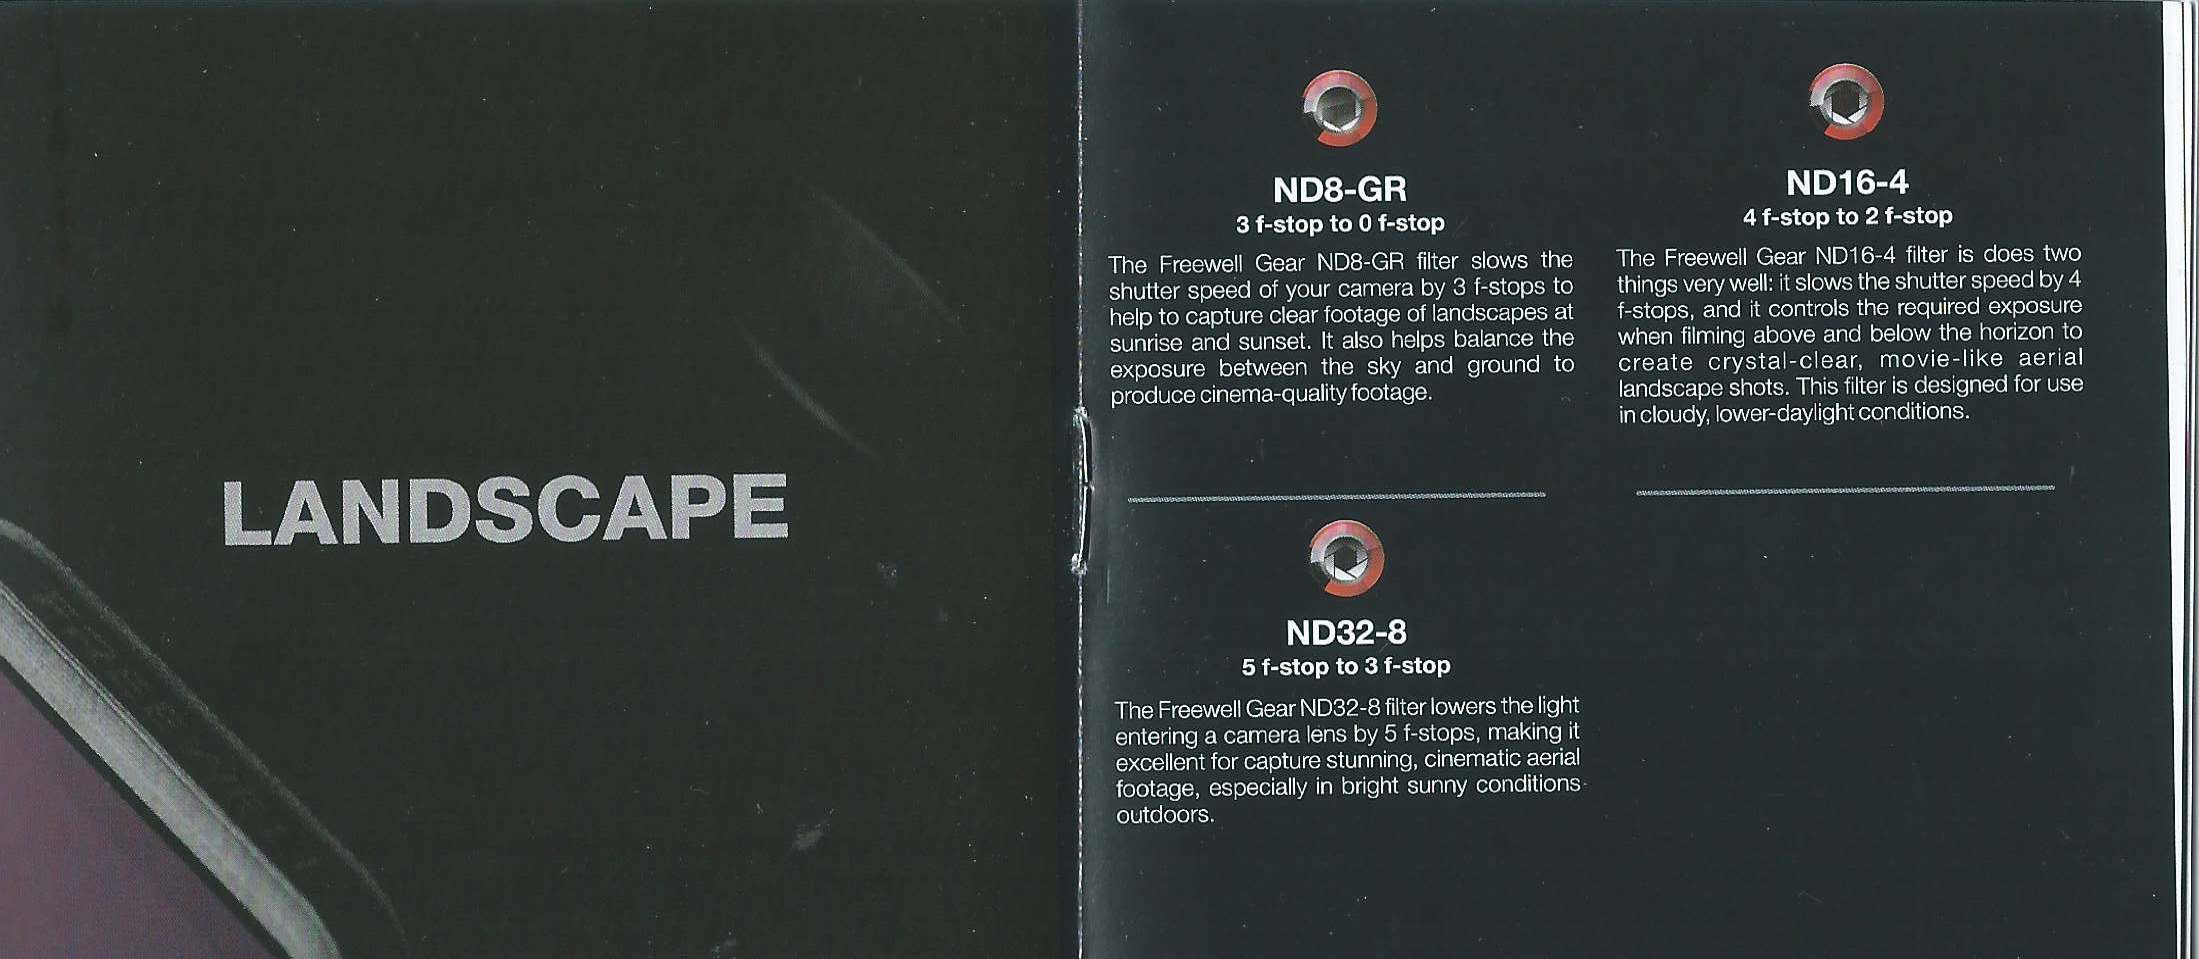 LANDSCAPE
ND8-GR
3 f-stop to 0 f-stop
The Freewell Gear ND8-GR filter slows the
shutter speed of your camera by 3 f-stops to
help to capture clear footage of landscapes at
sunrise and sunset. It also helps balance the
exposure between the sky and ground to
produce cinema-quality footage.
ND16-4
4 f-stop to 2 f-stop
The Freewell Gear ND16-4 filter is does two
things very well: it slows the shutter speed by 4
f-stops, and it controls the required exposure
when filming above and below the horizon to
create crystal-clear, movie-like aerial
landscape shots. This filter is designed for use
in cloudy, lower-daylight conditions.
ND32-8
5 f-stop to 3 f-stop
The Freewell Gear ND32-8 filter lowers the light
entering a camera lens by 5 f-stops, making it
excellent for capture stunning, cinematic aerial
footage, especially in bright sunny conditions
outdoors.